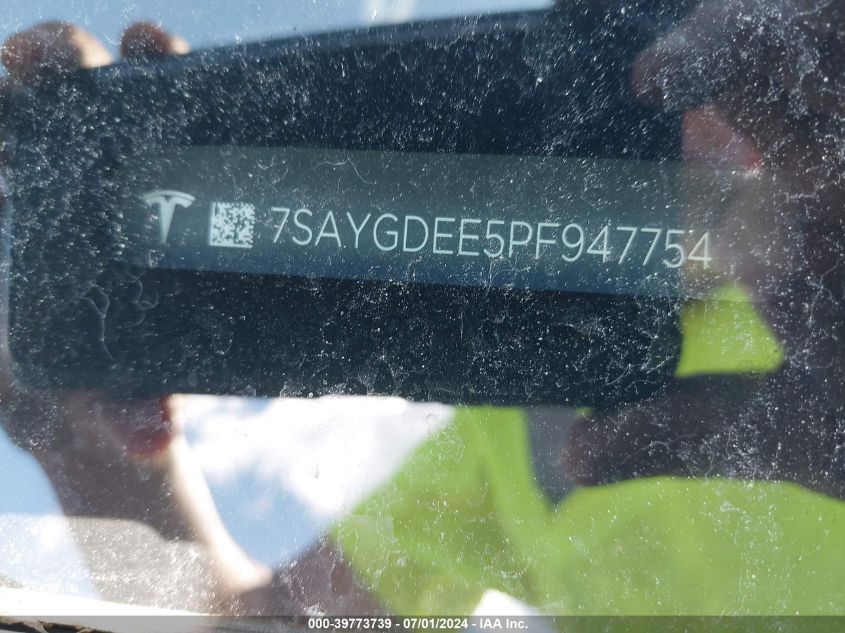 7SAYGDEE5PF947754
000-39773739 - 07/01/2024 - IAA Inc.